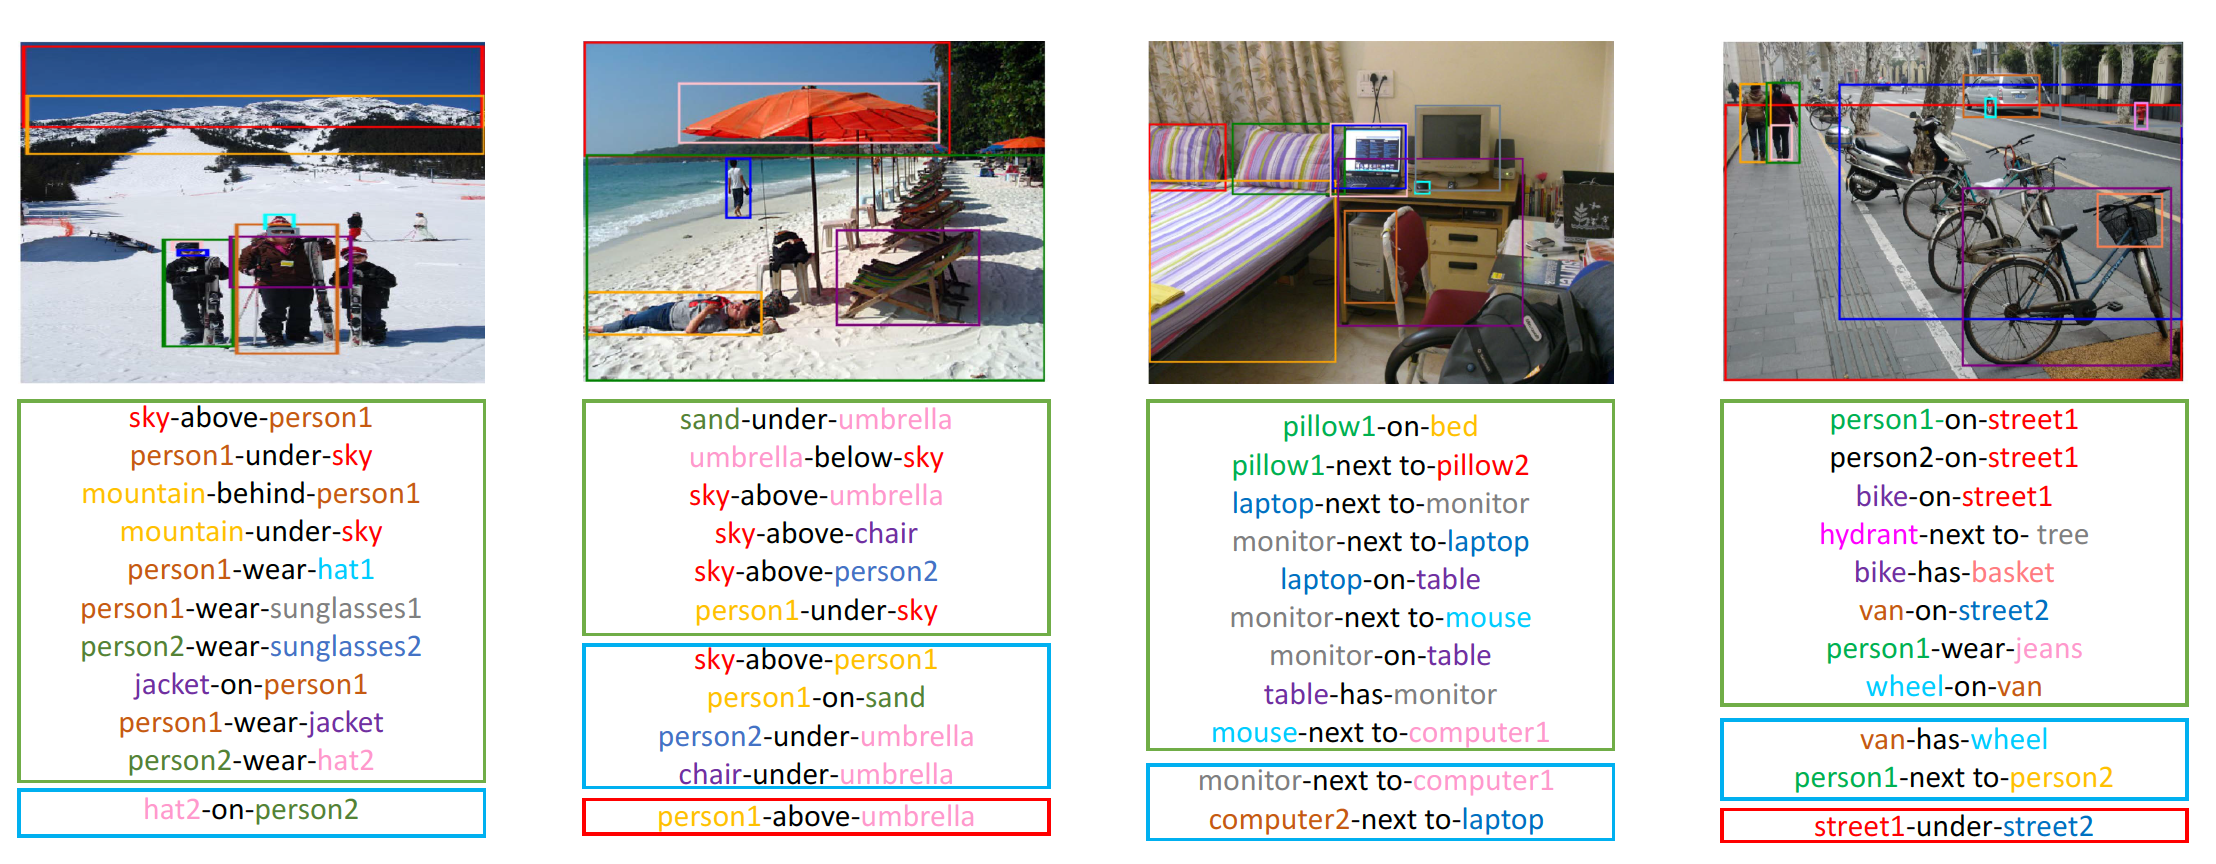 sky-above-person1
person1-under-sky
mountain-behind-person1
mountain-under-sky
person1-wear-hat1
person1-wear-sunglasses1
person2-wear-sunglasses2
jacket-on-person1
person1-wear-jacket
person2-wear-hat2
hat2-on-person2
sand-under-umbrella
umbrella-below-sky
sky-above-umbrella
sky-above-chair
sky-above-person2
person1-under-sky
sky-above-person1
person1-on-sand
person2-under-umbrella
chair-under-umbrella
person1-above-umbrella
pillow1-on-bed
pillow1-next to-pillow2
laptop-next to-monitor
monitor-next to-laptop
laptop-on-table
monitor-next to-mouse
monitor-on-table
table-has-monitor
mouse-next to-computer1
monitor-next to-computer1
computer2-next to-laptop
person1-on-street1
person2-on-street1
bike-on-street1
hydrant-next to- tree
bike-has-basket
van-on-street2
person1-wear-jeans
wheel-on-van
van-has-wheel
person1-next to-person2
street1-under-street2